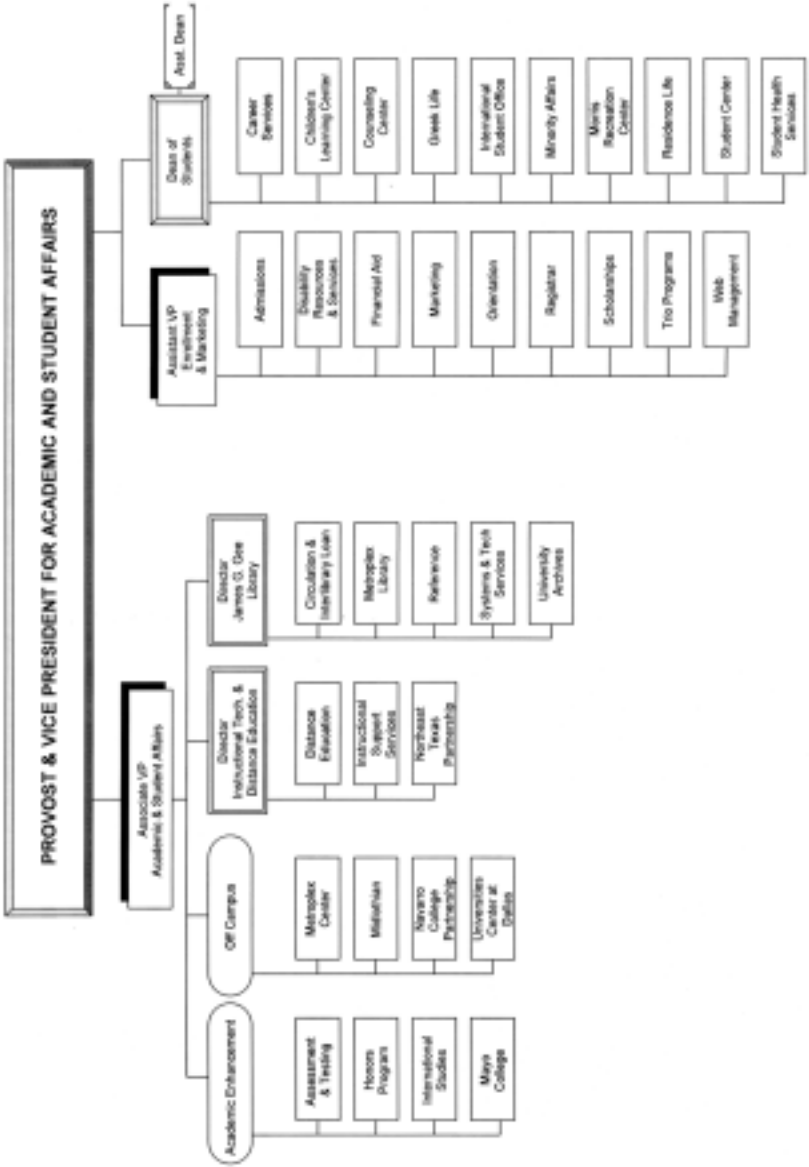 PROVOST & VICE PRESIDENT FOR ACADEMIC AND STUDENT AFFAIRS
Associate VP
Academic & Student Affairs
Academic Enhancement
Assessment
& Testing
Honors
Program
International
Studies
Mayo
College
Off Campus
Metroplex
Center
Midlothian
Navarro
College
Partnership
Universities
Center at
Dallas
Director
Instructional Tech. &
Distance Education
Distance
Education
Instructional
Support
Services
Northeast
Texas
Partnership
Director
James G. Gee
Library
Circulation &
Interlibrary Loan
Metroplex
Library
Reference
Systems & Tech
Services
University
Archives
Assistant VP
Enrollment
& Marketing
Admissions
Disability
Resources
& Services
Financial Aid
Marketing
Orientation
Registrar
Scholarships
Trio Programs
Web
Management
Dean of
Students
Asst. Dean
Career
Services
Children's
Learning Center
Counseling
Center
Greek Life
International
Student Office
Minority Affairs
Morris
Recreation
Center
Residence Life
Student Center
Student Health
Services